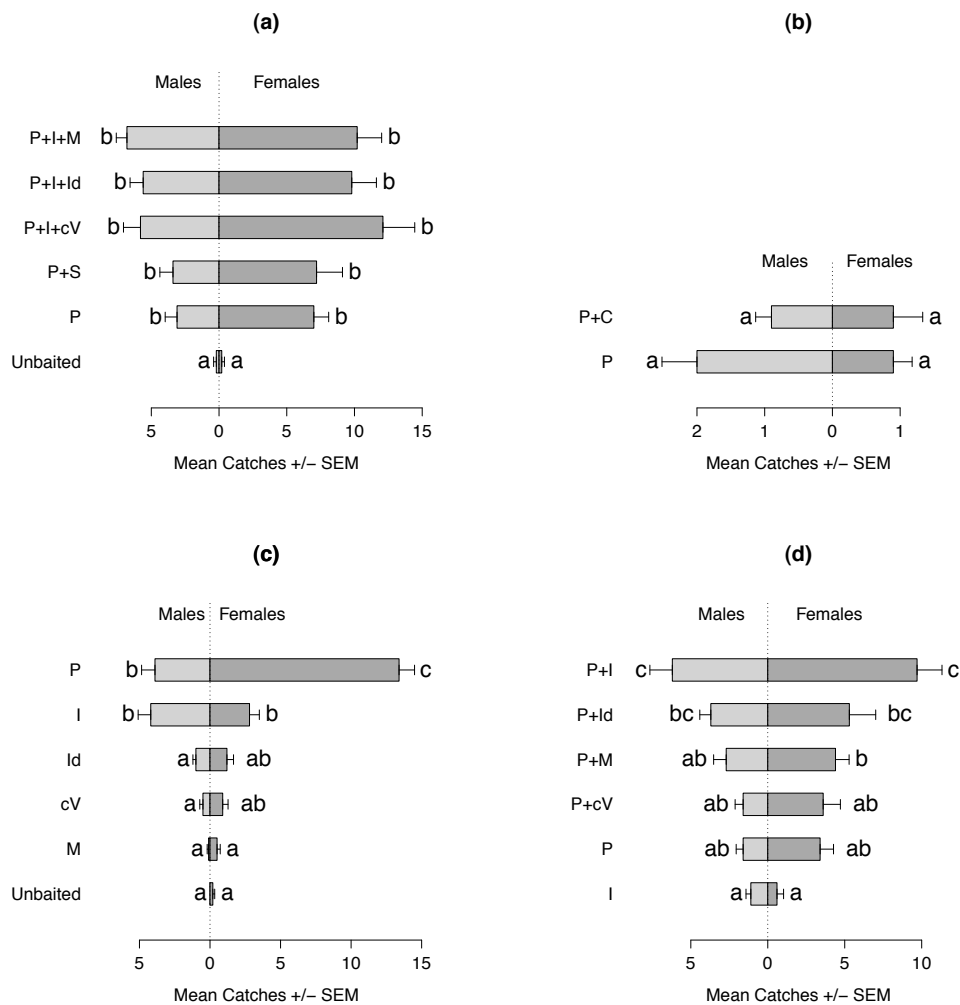 (a)
Males Females
P+I+M b b
P+I+Id b b
P+I+cV b b
P+S b b
P b b
Unbaited a a
5 0 5 10 15
Mean Catches +/− SEM
(b)
Males Females
P+C a a
P a a
2 1 0 1
Mean Catches +/− SEM
(c)
Males Females
P b c
I b b
Id a ab
cV a ab
M a a
Unbaited a a
5 0 5 10 15
Mean Catches +/− SEM
(d)
Males Females
P+I c c
P+Id bc bc
P+M ab b
P+cV ab ab
P ab ab
I a a
5 0 5 10
Mean Catches +/− SEM